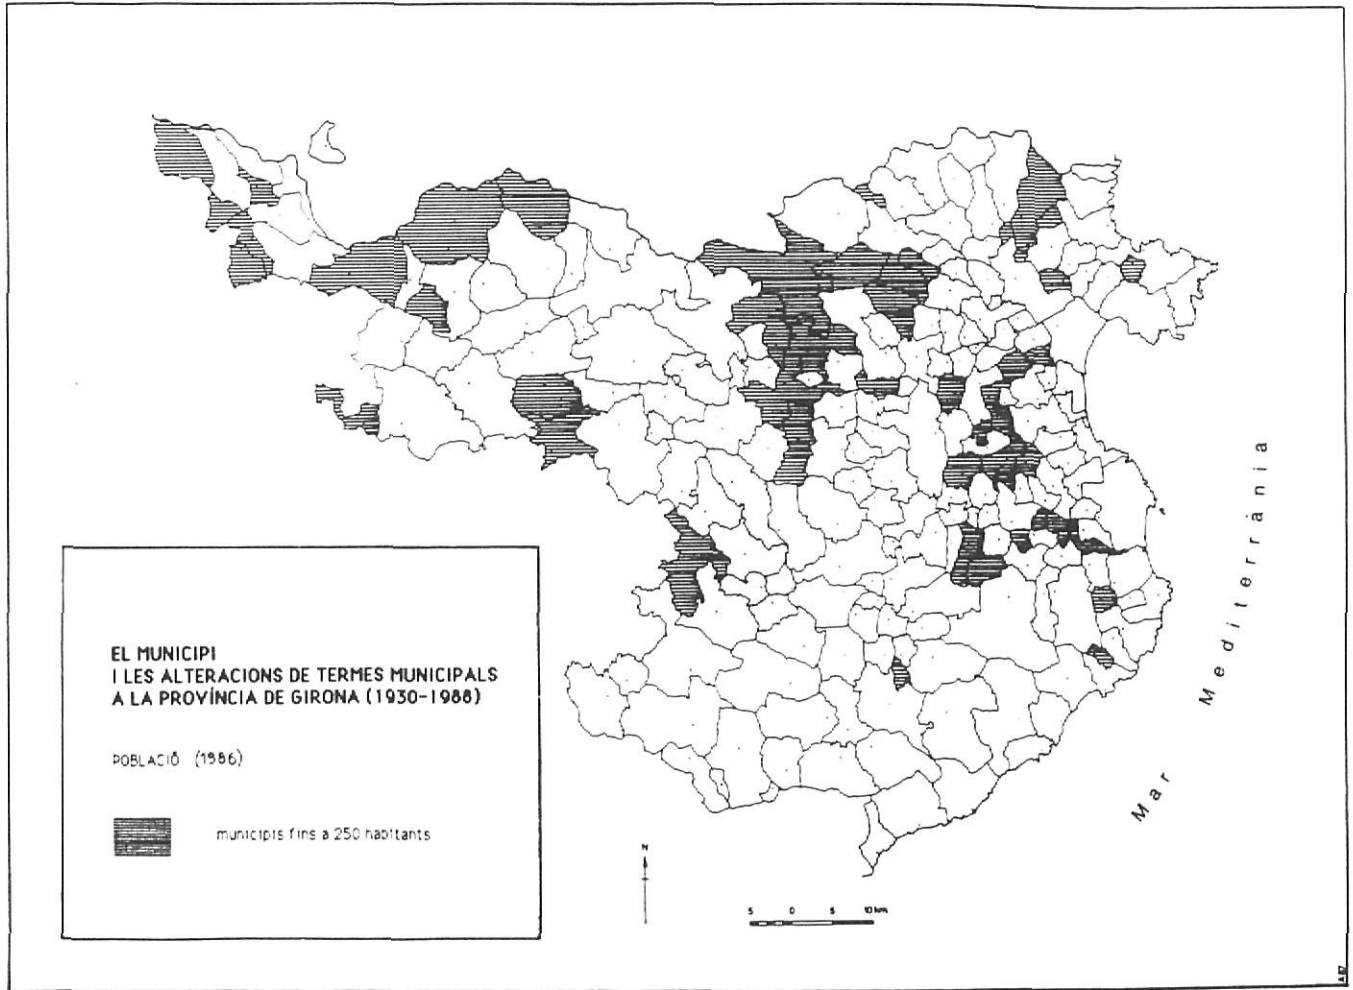 EL MUNICIPI
I LES ALTERACIONS DE TERMES MUNICIPALS
A LA PROVÍNCIA DE GIRONA (1930-1988)
POBLACIÓ (1986)
municipis fins a 250 habitants
Mar Mediterrània
N
5 0 5 10 km